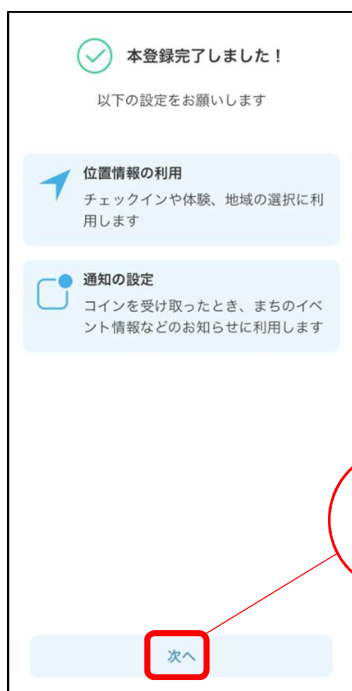 本登録完了しました！
以下の設定をお願いします
位置情報の利用
チェックインや体験、地域の選択に利
用します
通知の設定
コインを受け取ったとき、まちのイベ
ント情報などのお知らせに利用します
次へ